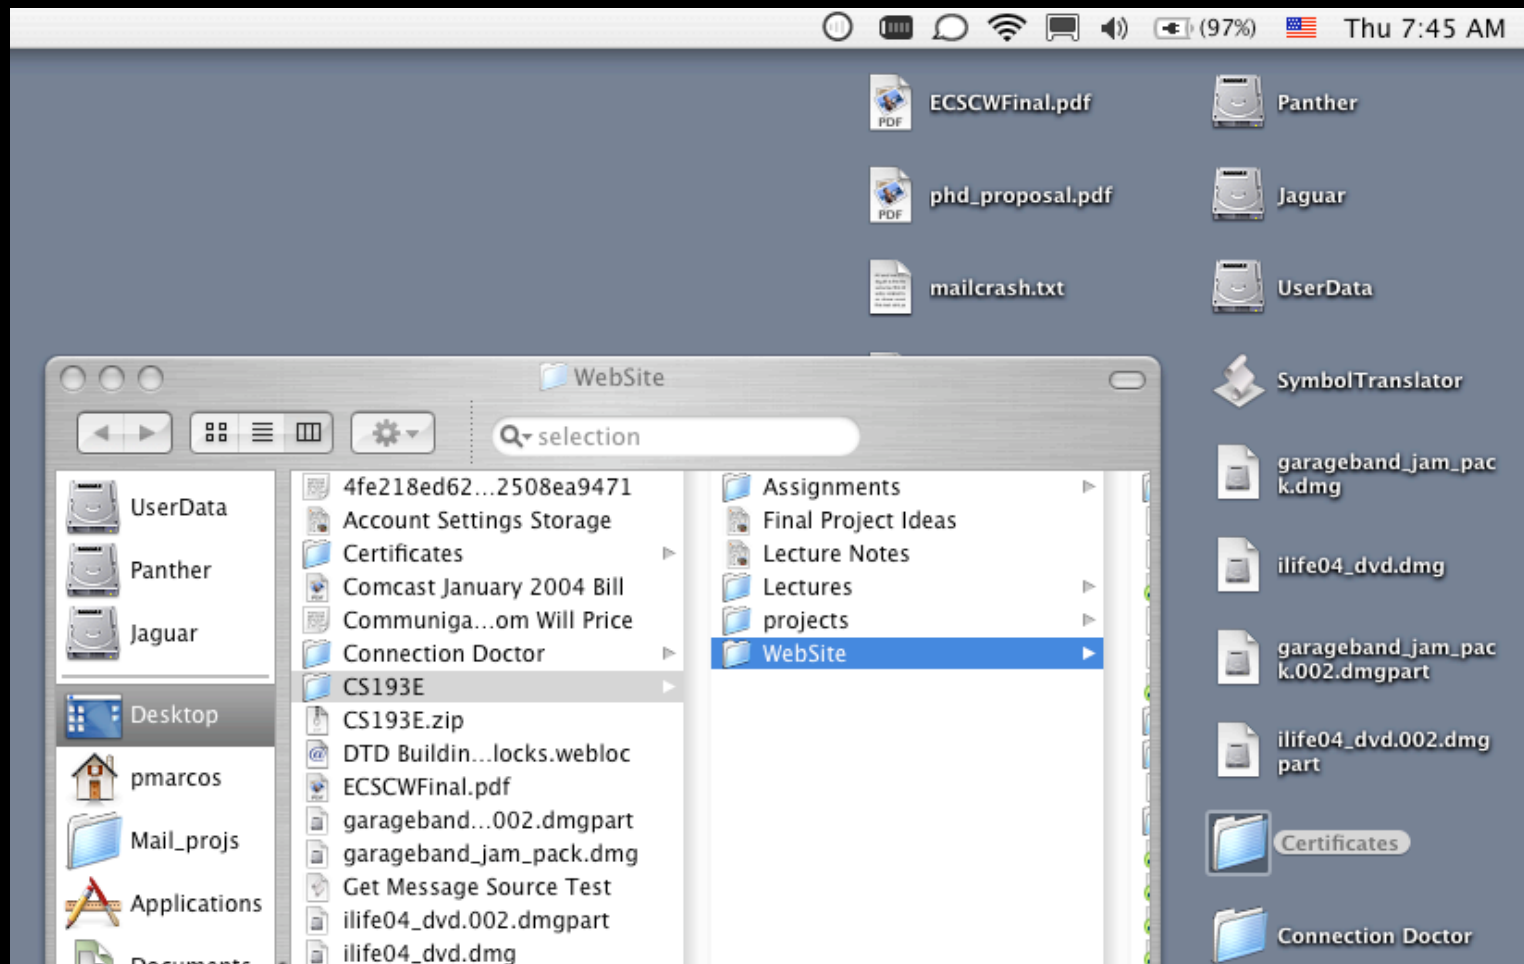 (97%) Thu 7:45 AM
ECSCWFinal.pdf
Panther
PDF
phd_proposal.pdf
Jaguar
PDF
mailcrash.txt
UserData
SymbolTranslator
garageband_jam_pac
k.dmg
ilife04_dvd.dmg
garageband_jam_pac
k.002.dmgpart
ilife04_dvd.002.dmg
part
Certificates
Connection Doctor
WebSite
selection
UserData
Panther
Jaguar
Desktop
pmarcos
Mail_projs
Applications
Documents
4fe218ed62...2508ea9471
Account Settings Storage
Certificates
Comcast January 2004 Bill
Communiga...om Will Price
Connection Doctor
CS193E
CS193E.zip
DTD Buildin...locks.webloc
ECSCWFinal.pdf
garageband...002.dmgpart
garageband_jam_pack.dmg
Get Message Source Test
ilife04_dvd.002.dmgpart
ilife04_dvd.dmg
Assignments
Final Project Ideas
Lecture Notes
Lectures
projects
WebSite